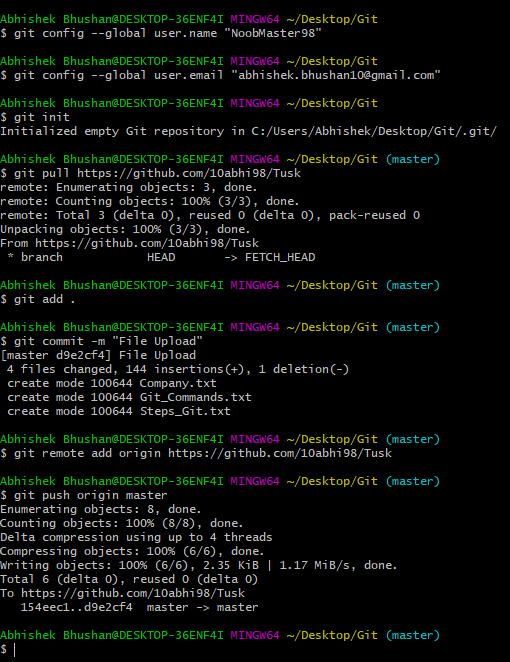 Abhishek Bhushan@DESKTOP-36ENF4I MINGW64 ~/Desktop/Git
$ git config --global user.name "NoobMaster98"
Abhishek Bhushan@DESKTOP-36ENF4I MINGW64 ~/Desktop/Git
$ git config --global user.email "abhishek.bhushan10@gmail.com"
Abhishek Bhushan@DESKTOP-36ENF4I MINGW64 ~/Desktop/Git
$ git init
Initialized empty Git repository in C:/Users/Abhishek/Desktop/Git/.git/
Abhishek Bhushan@DESKTOP-36ENF4I MINGW64 ~/Desktop/Git (master)
$ git pull https://github.com/10abhi98/Tusk
remote: Enumerating objects: 3, done.
remote: Counting objects: 100% (3/3), done.
remote: Total 3 (delta 0), reused 0 (delta 0), pack-reused 0
Unpacking objects: 100% (3/3), done.
From https://github.com/10abhi98/Tusk
 * branch            HEAD       -> FETCH_HEAD
Abhishek Bhushan@DESKTOP-36ENF4I MINGW64 ~/Desktop/Git (master)
$ git add .
Abhishek Bhushan@DESKTOP-36ENF4I MINGW64 ~/Desktop/Git (master)
$ git commit -m "File Upload"
[master d9e2cf4] File Upload
 4 files changed, 144 insertions(+), 1 deletion(-)
 create mode 100644 Company.txt
 create mode 100644 Git_Commands.txt
 create mode 100644 Steps_Git.txt
Abhishek Bhushan@DESKTOP-36ENF4I MINGW64 ~/Desktop/Git (master)
$ git remote add origin https://github.com/10abhi98/Tusk
Abhishek Bhushan@DESKTOP-36ENF4I MINGW64 ~/Desktop/Git (master)
$ git push origin master
Enumerating objects: 8, done.
Counting objects: 100% (8/8), done.
Delta compression using up to 4 threads
Compressing objects: 100% (6/6), done.
Writing objects: 100% (6/6), 2.35 KiB | 1.17 MiB/s, done.
Total 6 (delta 0), reused 0 (delta 0)
To https://github.com/10abhi98/Tusk
   154eec1..d9e2cf4  master -> master
Abhishek Bhushan@DESKTOP-36ENF4I MINGW64 ~/Desktop/Git (master)
$